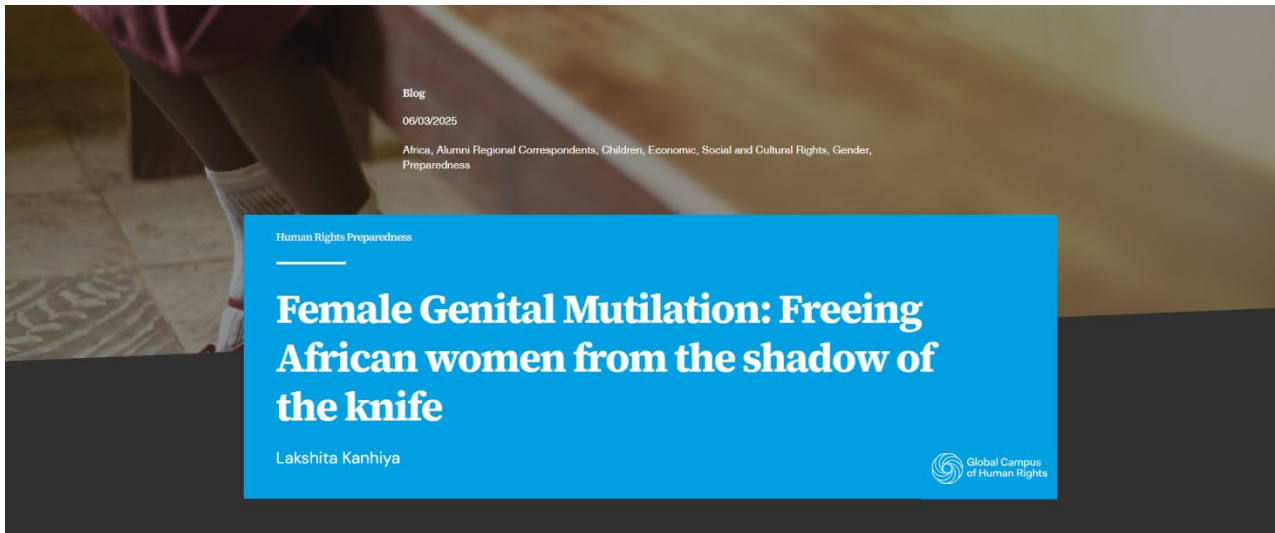 Blog
06/03/2025
Africa, Alumni Regional Correspondents, Children, Economic, Social and Cultural Rights, Gender,
Preparedness
Human Rights Preparedness
Female Genital Mutilation: Freeing
African women from the shadow of
the knife
Lakshita Kanhiya
Global Campus
of Human Rights